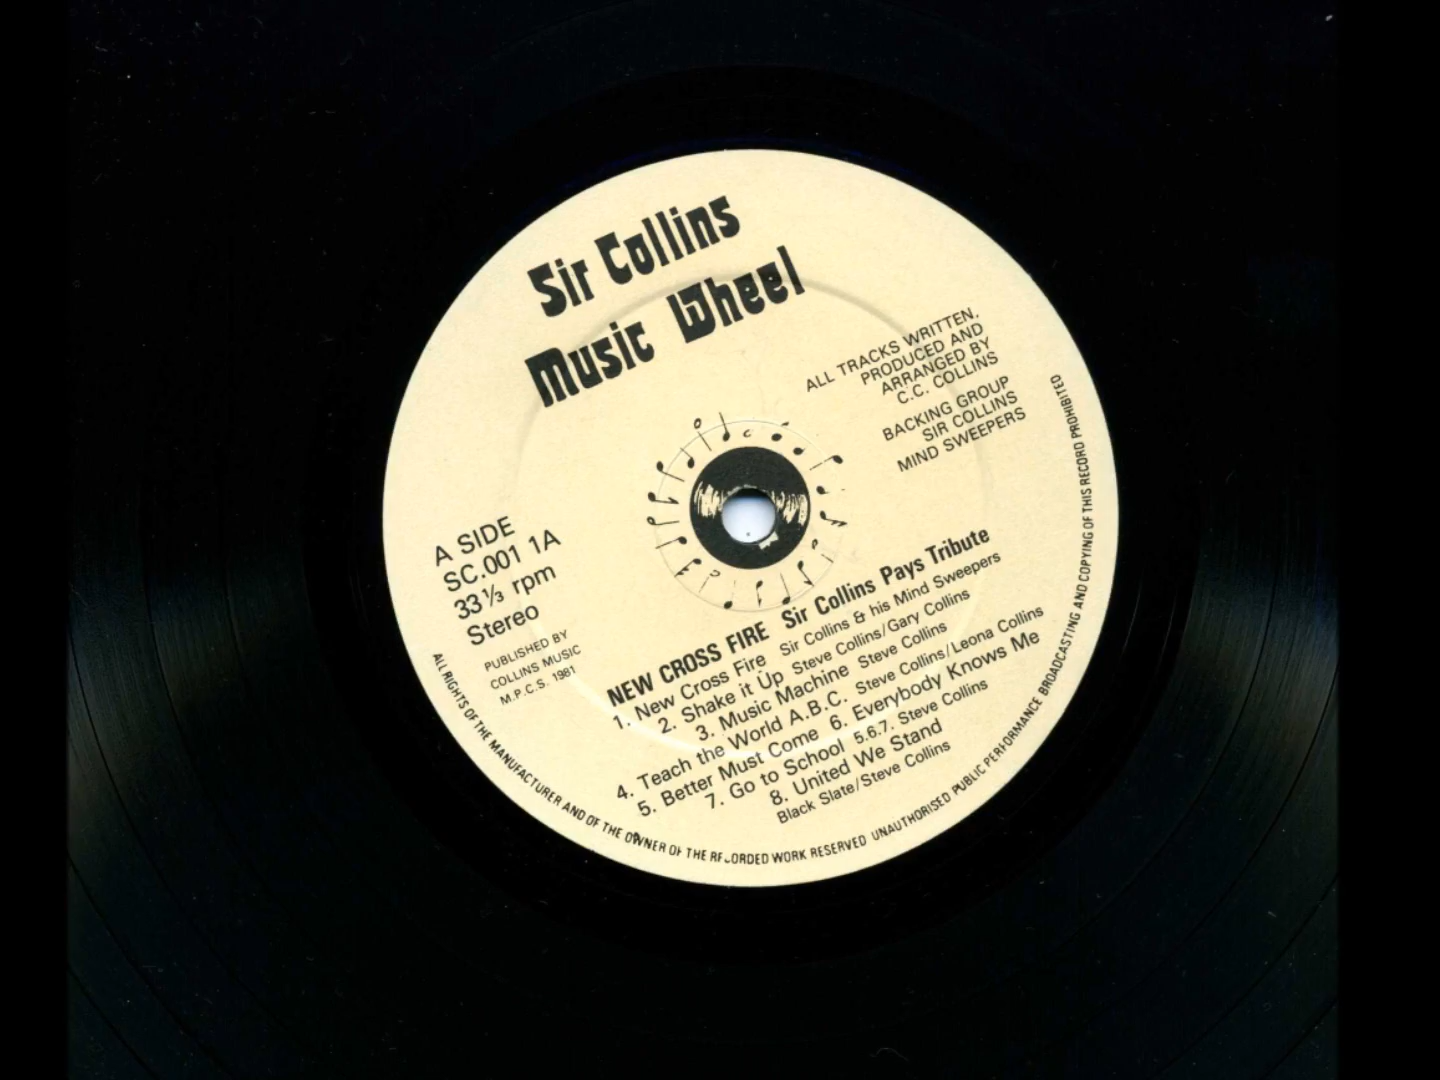 Sir Collins
Music Wheel
ALL TRACKS WRITTEN.
PRODUCED AND
ARRANGED BY
C.C. COLLINS
BACKING GROUP
SIR COLLINS
MIND SWEEPERS
A SIDE
SC.001 1A
33⅓ rpm
Stereo
PUBLISHED BY
COLLINS MUSIC
M.P.C.S. 1981
NEW CROSS FIRE Sir Collins Pays Tribute
1. New Cross Fire Sir Collins & his Mind Sweepers
2. Shake it Up Steve Collins/Gary Collins
3. Music Machine Steve Collins
4. Teach the World A.B.C. Steve Collins/Leona Collins
5. Better Must Come 6. Everybody Knows Me
7. Go to School 5.6.7. Steve Collins
8. United We Stand
Black Slate/Steve Collins
ALL RIGHTS OF THE MANUFACTURER AND OF THE OWNER OF THE RECORDED WORK RESERVED UNAUTHORISED PUBLIC PERFORMANCE BROADCASTING AND COPYING OF THIS RECORD PROHIBITED